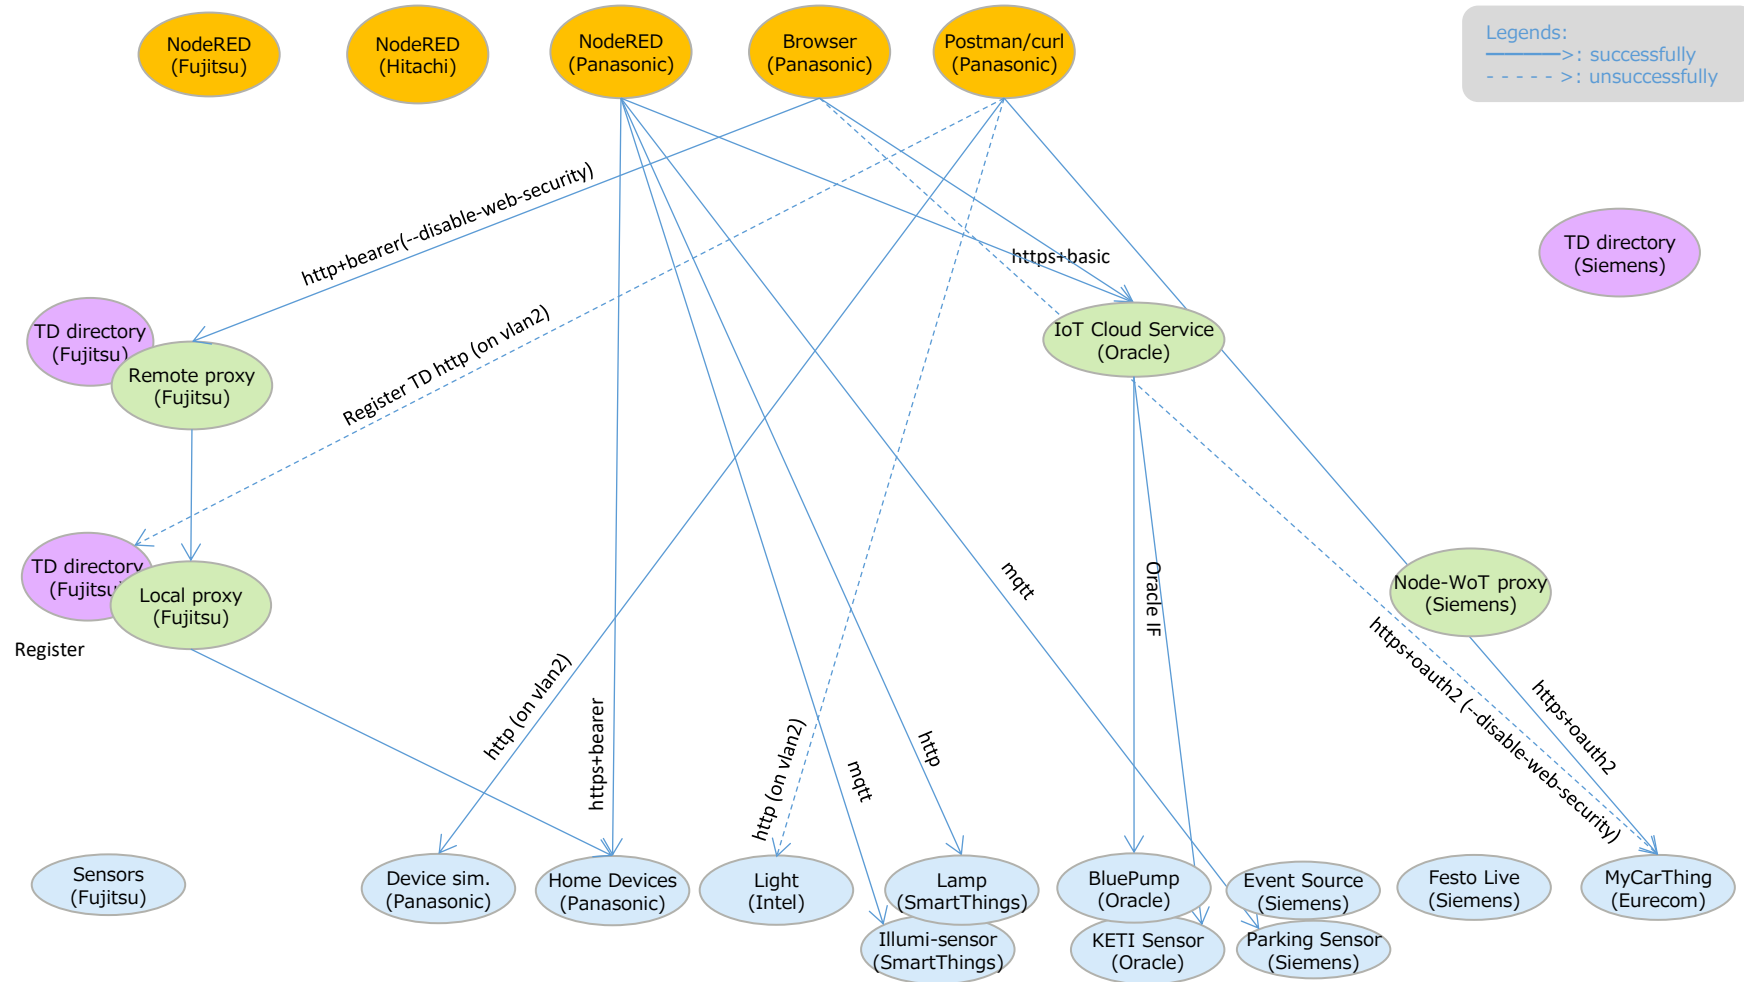 NodeRED
(Fujitsu)
NodeRED
(Hitachi)
NodeRED
(Panasonic)
Browser
(Panasonic)
Postman/curl
(Panasonic)
Legends:
———>: successfully
- - - - - >: unsuccessfully
http+bearer(--disable-web-security)
https+basic
TD directory
(Siemens)
TD directory
(Fujitsu)
Remote proxy
(Fujitsu)
Register TD http (on vlan2)
IoT Cloud Service
(Oracle)
TD directory
(Fujitsu
Local proxy
(Fujitsu)
Register
mqtt
Oracle IF
Node-WoT proxy
(Siemens)
http (on vlan2)
https+bearer
http (on vlan2)
mqtt
http
https+oauth2 (--disable-web-security)
https+oauth2
Sensors
(Fujitsu)
Device sim.
(Panasonic)
Home Devices
(Panasonic)
Light
(Intel)
Lamp
(SmartThings)
Illumi-sensor
(SmartThings)
BluePump
(Oracle)
KETI Sensor
(Oracle)
Event Source
(Siemens)
Parking Sensor
(Siemens)
Festo Live
(Siemens)
MyCarThing
(Eurecom)